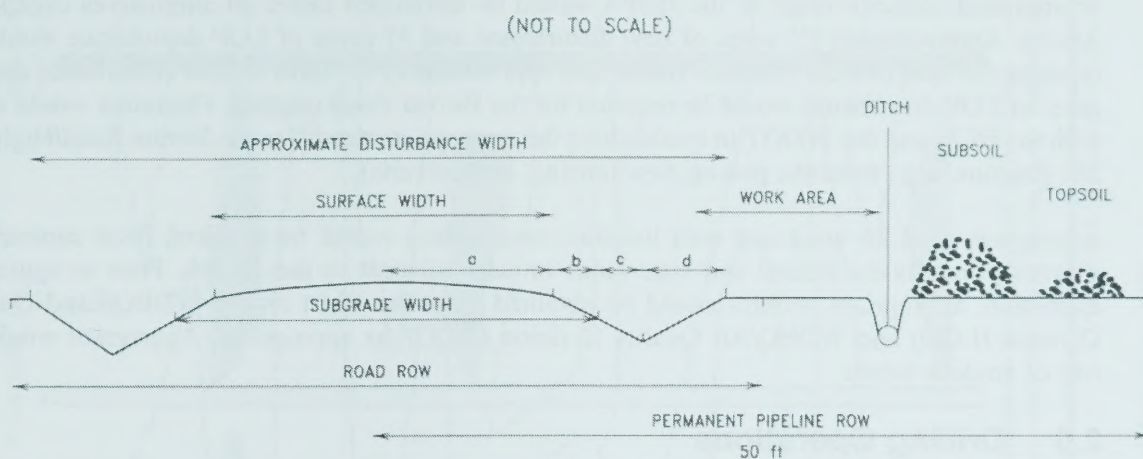 (NOT TO SCALE)
DITCH
SUBSOIL
APPROXIMATE DISTURBANCE WIDTH
TOPSOIL
SURFACE WIDTH
WORK AREA
a b c d
SUBGRADE WIDTH
ROAD ROW
PERMANENT PIPELINE ROW
50 ft